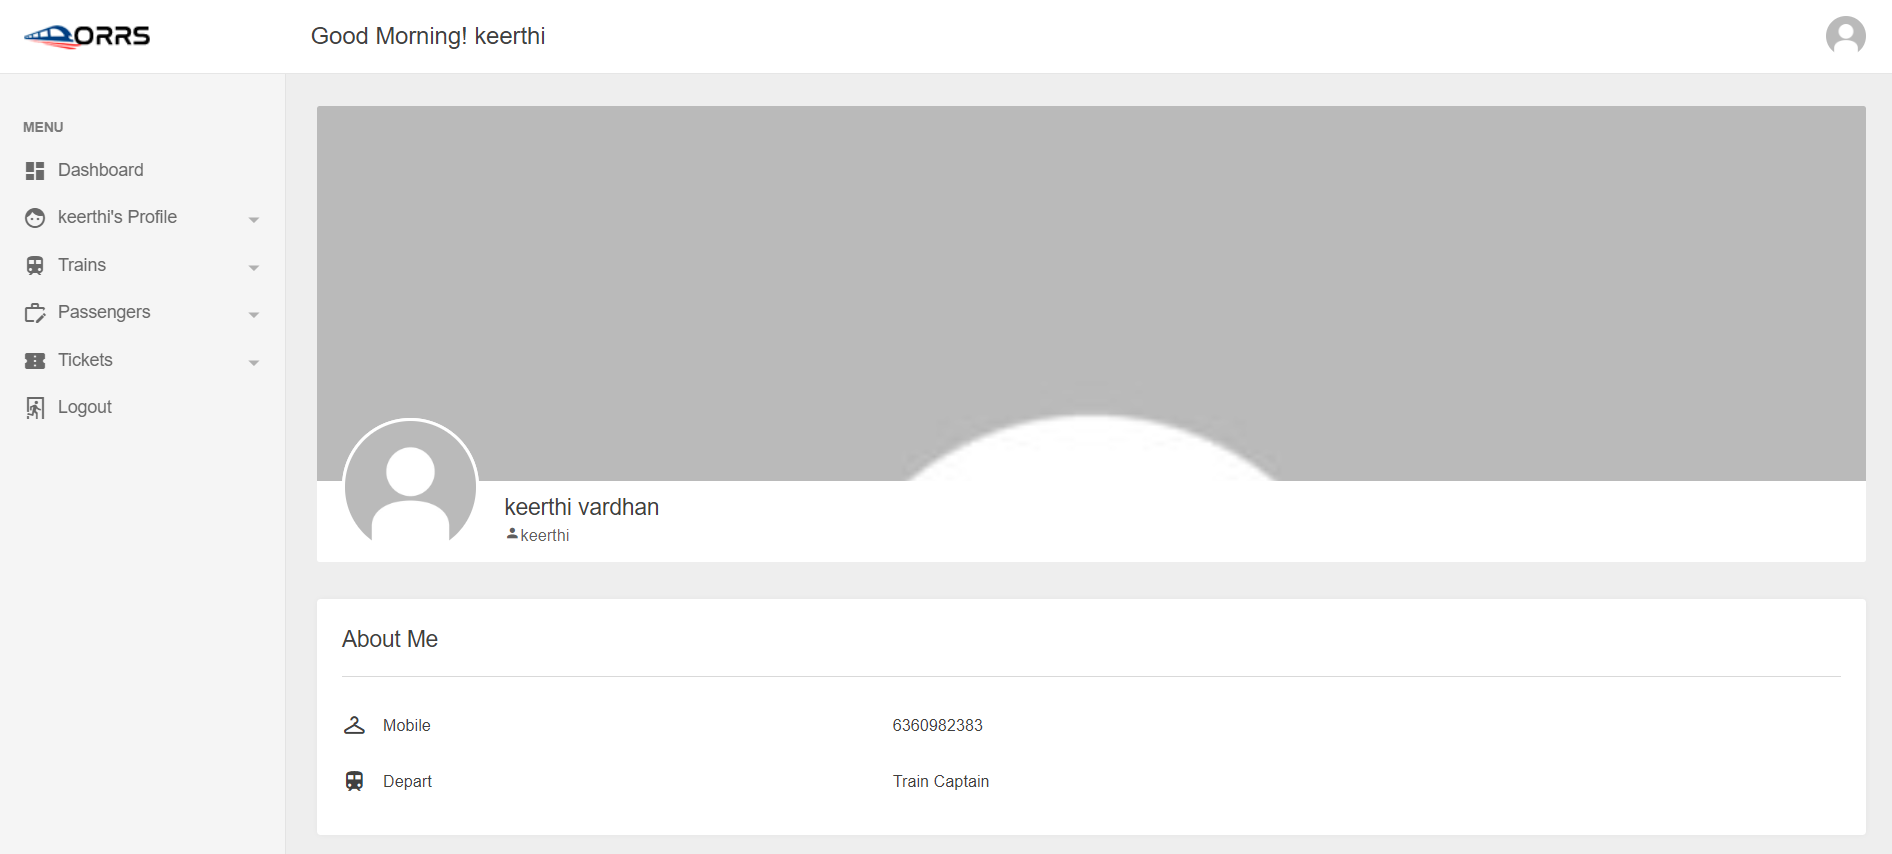 ORRS
Good Morning! keerthi
MENU
Dashboard
keerthi's Profile
Trains
Passengers
Tickets
Logout
keerthi vardhan
keerthi
About Me
Mobile 6360982383
Depart Train Captain